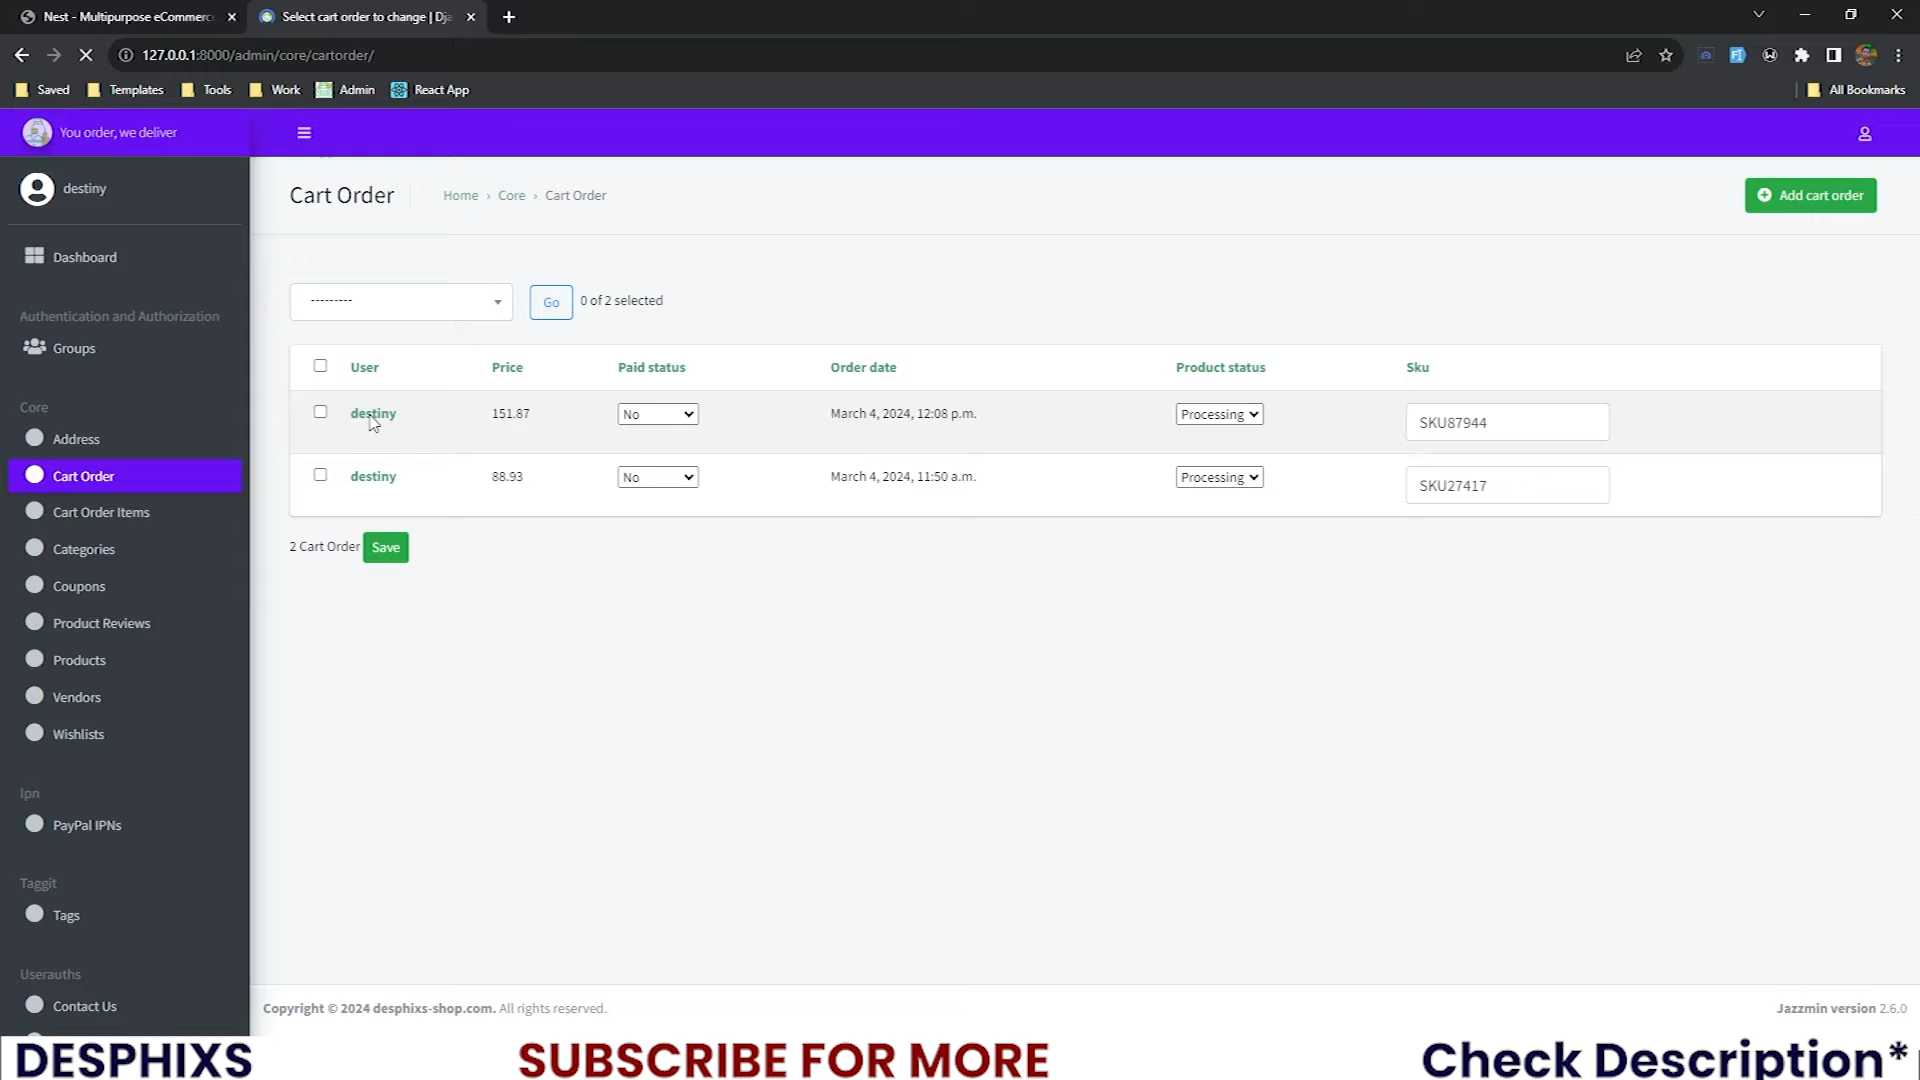 Nest - Multipurpose eCommerc
Select cart order to change | Dja
127.0.0.1:8000/admin/core/cartorder/
Saved
Templates
Tools
Work
Admin
React App
All Bookmarks
You order, we deliver
destiny
Dashboard
Authentication and Authorization
Groups
Core
Address
Cart Order
Cart Order Items
Categories
Coupons
Product Reviews
Products
Vendors
Wishlists
Ipn
PayPal IPNs
Taggit
Tags
Userauths
Contact Us
Cart Order
Home › Core › Cart Order
Add cart order
---------
Go
0 of 2 selected
User Price Paid status Order date Product status Sku
destiny 151.87 No March 4, 2024, 12:08 p.m. Processing SKU87944
destiny 88.93 No March 4, 2024, 11:50 a.m. Processing SKU27417
2 Cart Order Save
Copyright © 2024 desphixs-shop.com. All rights reserved.
Jazzmin version 2.6.0
DESPHIXS
SUBSCRIBE FOR MORE
Check Description*